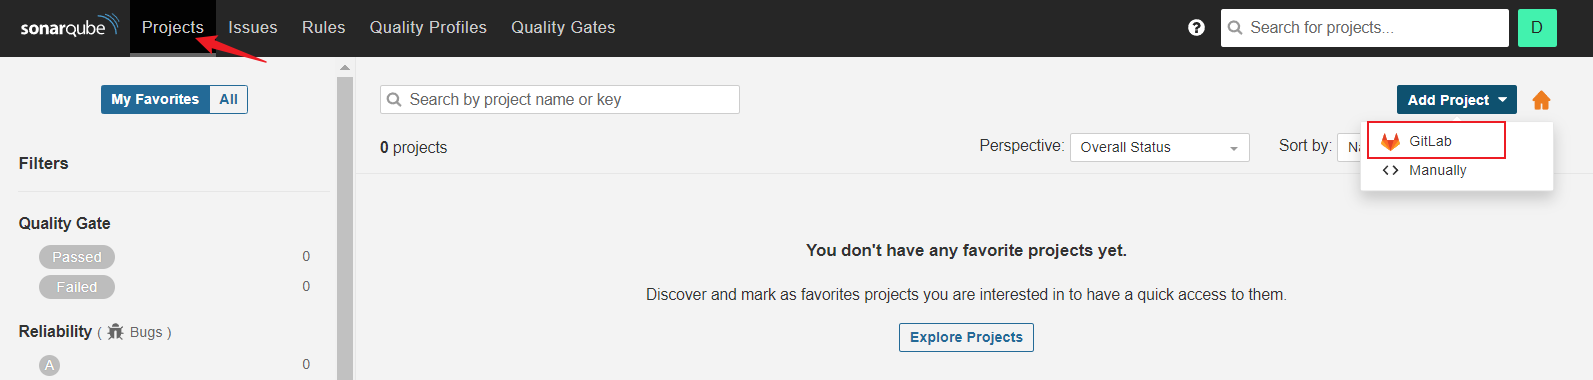 sonarqube Projects Issues Rules Quality Profiles Quality Gates ? Search for projects... D
My Favorites All
Search by project name or key
Add Project
0 projects
Perspective: Overall Status
Sort by: Na
GitLab
Manually
Filters
Quality Gate
Passed 0
Failed 0
Reliability ( Bugs )
A 0
You don't have any favorite projects yet.
Discover and mark as favorites projects you are interested in to have a quick access to them.
Explore Projects